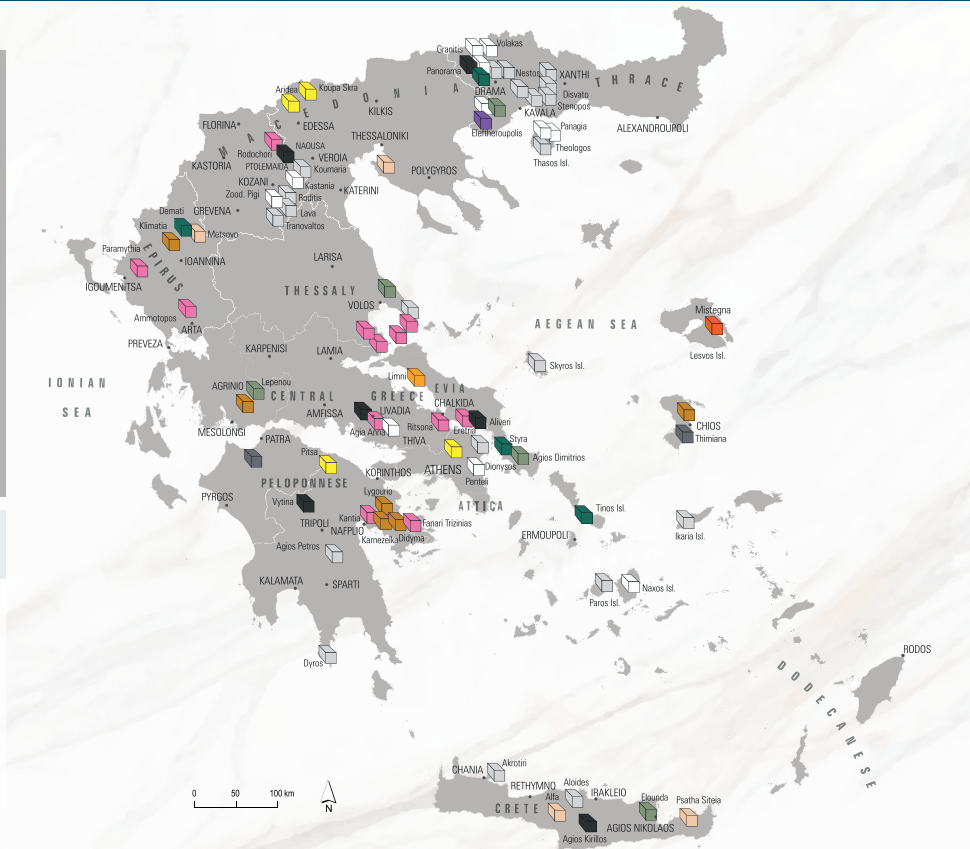 Granitis
Volakas
Panorama
Nestos
XANTHI
THRACE
DRAMA
Disvato
Stenopos
KAVALA
Eleftheroupolis
Panagia
Theologos
Thasos Isl.
ALEXANDROUPOLI
Aridea
Koupa Skra
MACEDONIA
KILKIS
FLORINA
EDESSA
THESSALONIKI
Rodochori
NAOUSA
VEROIA
KASTORIA
PTOLEMAIDA
Koumaria
POLYGYROS
KOZANI
Kastania
KATERINI
Zood. Pigi
Roditis
Demati
GREVENA
Lava
Klimatia
Metsovo
Tranovaltos
Paramythia
EPIRUS
IOANNINA
LARISA
IGOUMENITSA
THESSALY
Ammotopos
VOLOS
ARTA
PREVEZA
AEGEAN SEA
Mistegna
Lesvos Isl.
KARPENISI
LAMIA
Skyros Isl.
Limni
IONIAN
SEA
AGRINIO
Lepenou
CENTRAL
GREECE
EVIA
CHALKIDA
AMFISSA
LIVADIA
Aliveri
MESOLONGI
Agia Anna
Ritsona
Eretria
CHIOS
Thimiana
PATRA
THIVA
Styra
Pitsa
Agios Dimitrios
ATHENS
Dionysos
KORINTHOS
Penteli
PELOPONNESE
PYRGOS
Lygourio
ATTICA
Vytina
Kantia
Tinos Isl.
TRIPOLI
NAFPLIO
Fanari Trizinias
Karnezeika
Didyma
ERMOUPOLI
Ikaria Isl.
Agios Petros
KALAMATA
SPARTI
Paros Isl.
Naxos Isl.
Dyros
RODOS
DODECANESE
Akrotiri
CHANIA
RETHYMNO
Aloides
IRAKLEIO
Alfa
Elounda
Psatha Siteia
CRETE
AGIOS NIKOLAOS
Agios Kirillos
0 50 100 km
N